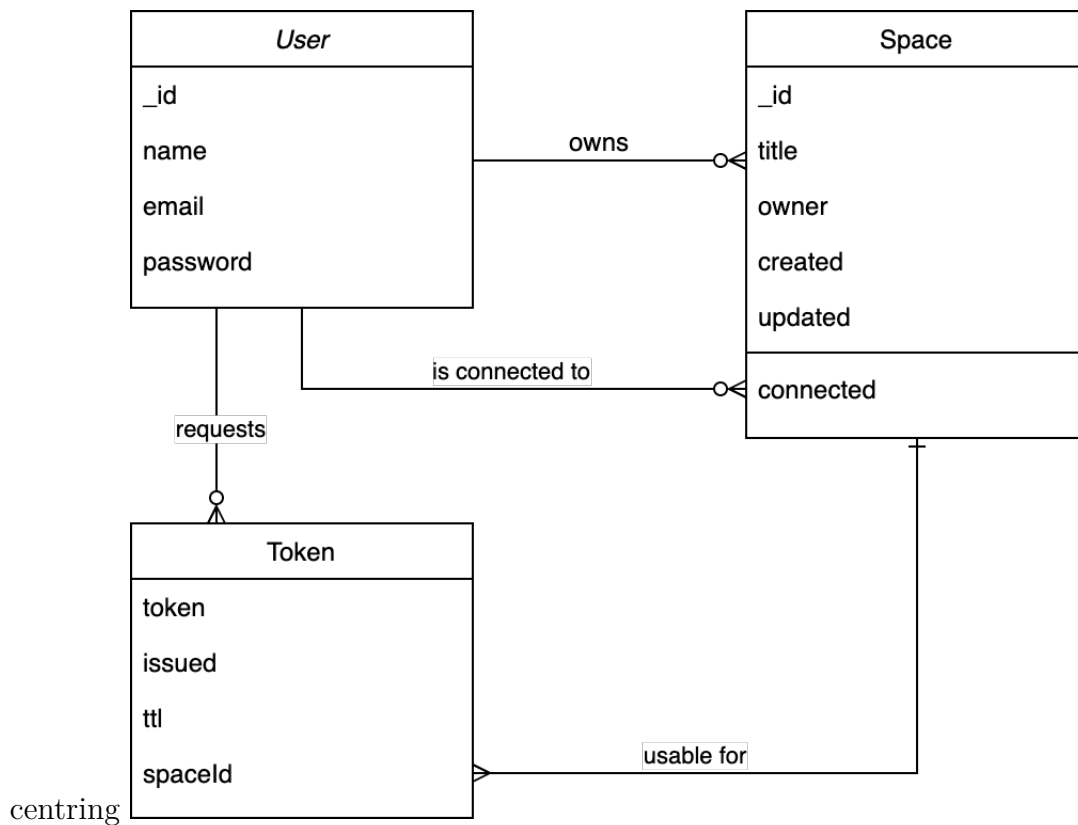 User
_id
name
email
password
owns
Space
_id
title
owner
created
updated
connected
is connected to
requests
Token
token
issued
ttl
spaceId
usable for
centring